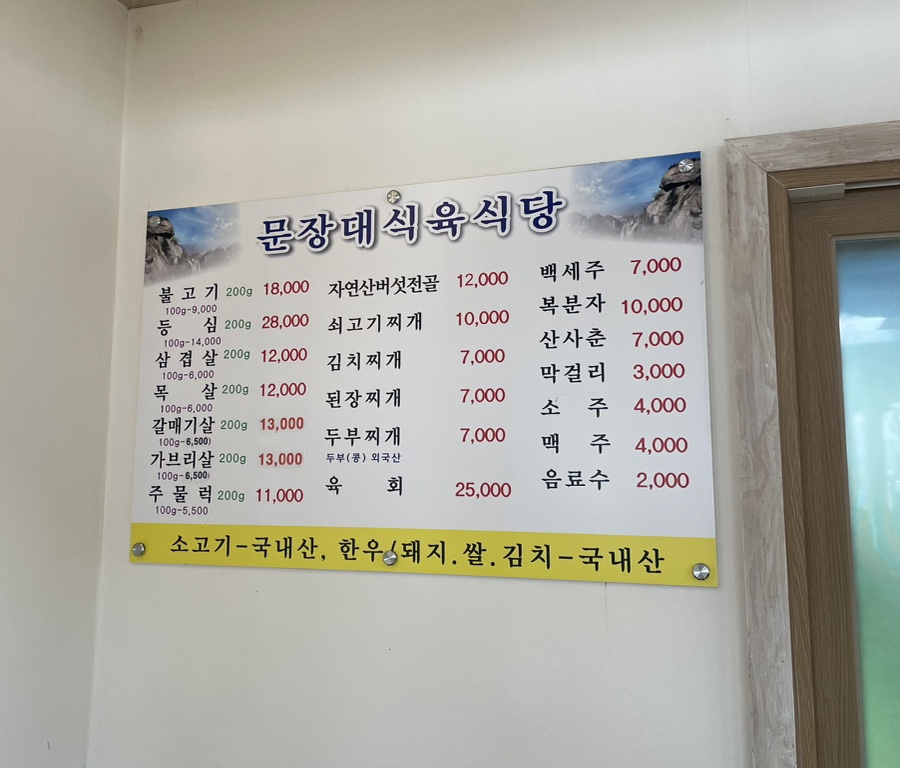 문장대식육식당
불고기 200g 18,000
100g-9,000
등심 200g 28,000
100g-14,000
삼겹살 200g 12,000
100g-6,000
목살 200g 12,000
100g-6,000
갈매기살 200g 13,000
100g-6,500)
가브리살 200g 13,000
100g-6,500)
주물럭 200g 11,000
100g-5,500
자연산버섯전골 12,000
쇠고기찌개 10,000
김치찌개 7,000
된장찌개 7,000
두부찌개 7,000
두부(콩) 외국산
육회 25,000
백세주 7,000
복분자 10,000
산사춘 7,000
막걸리 3,000
소주 4,000
맥주 4,000
음료수 2,000
소고기-국내산, 한우/돼지.쌀.김치-국내산